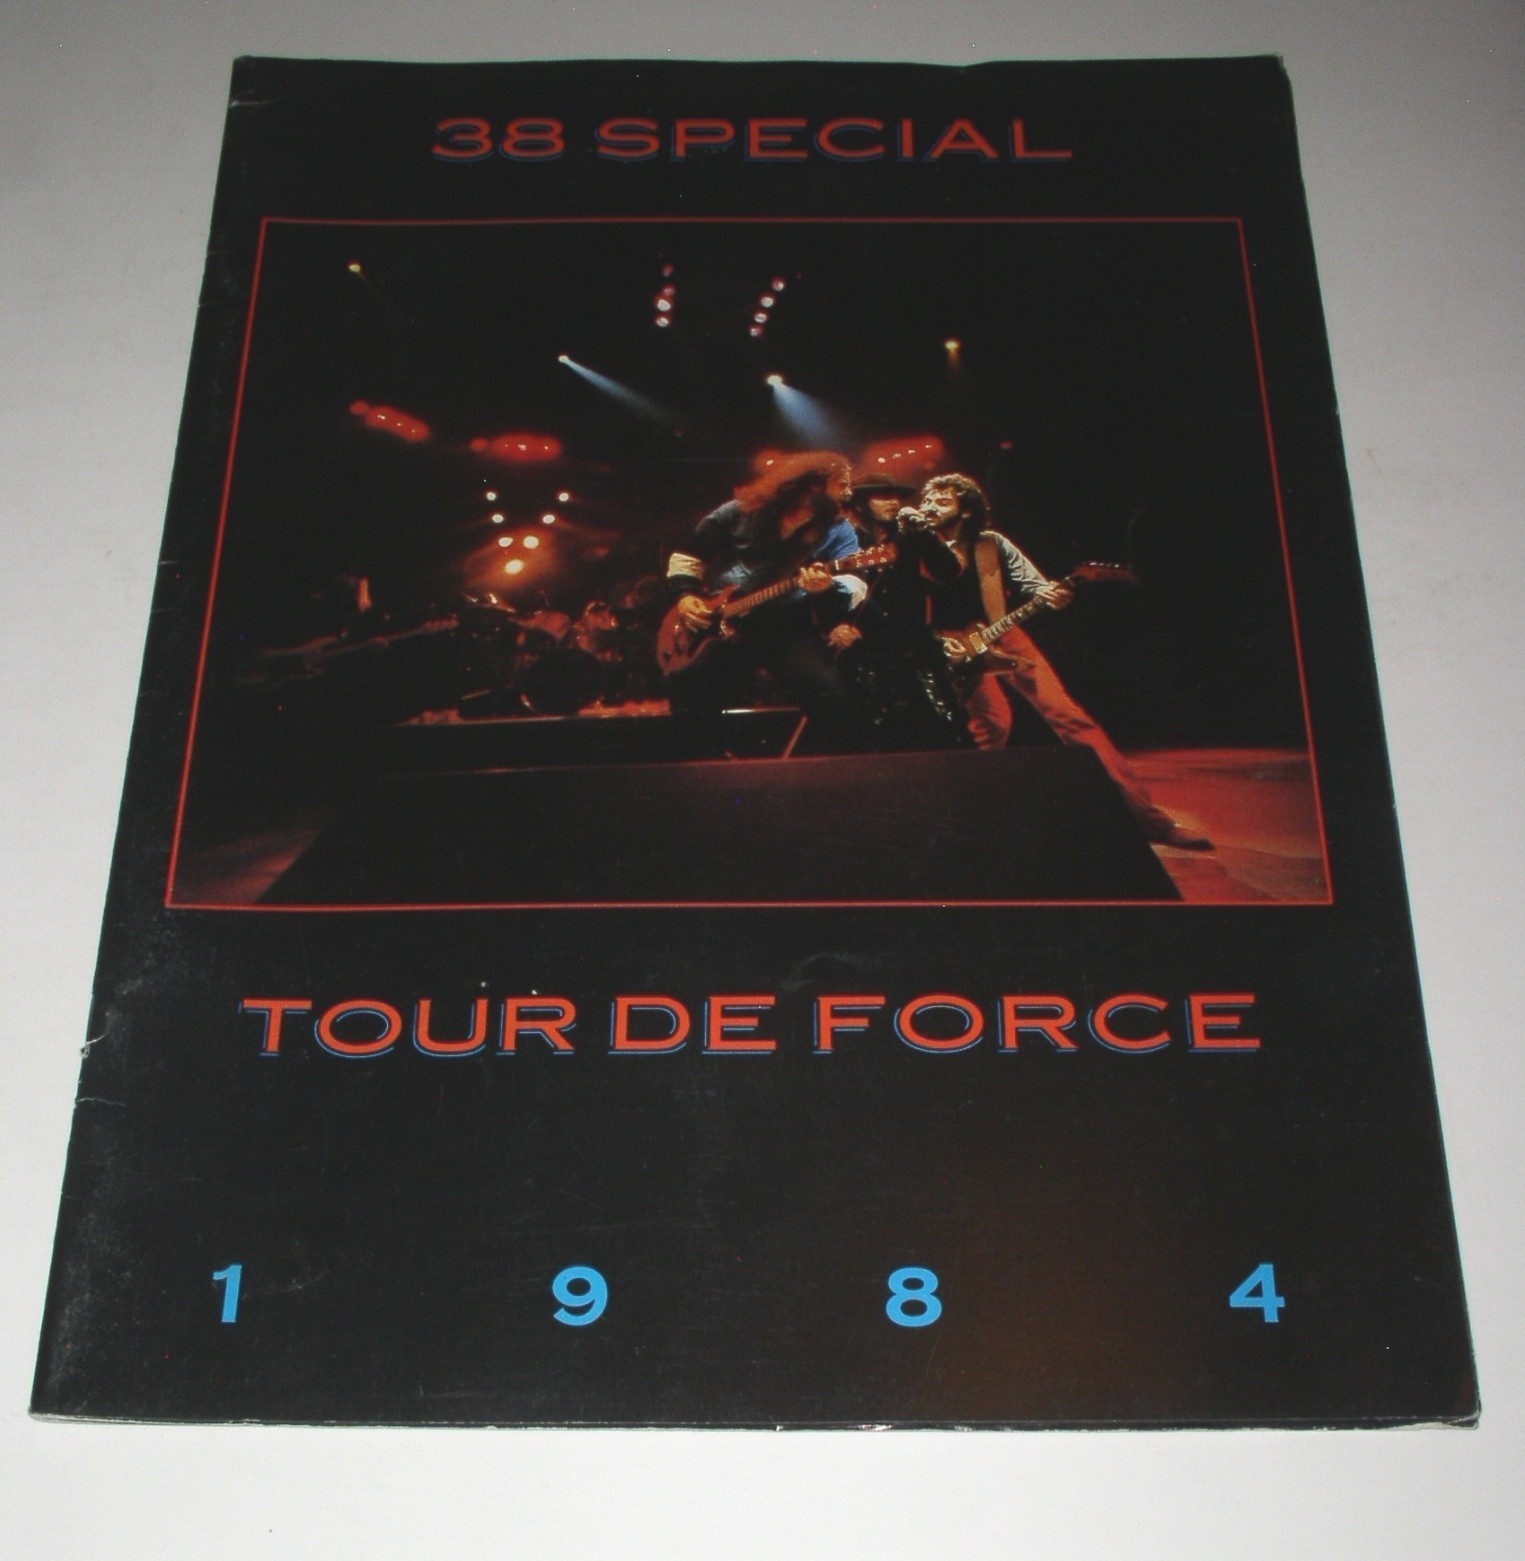 38 SPECIAL
TOUR DE FORCE
1 9 8 4